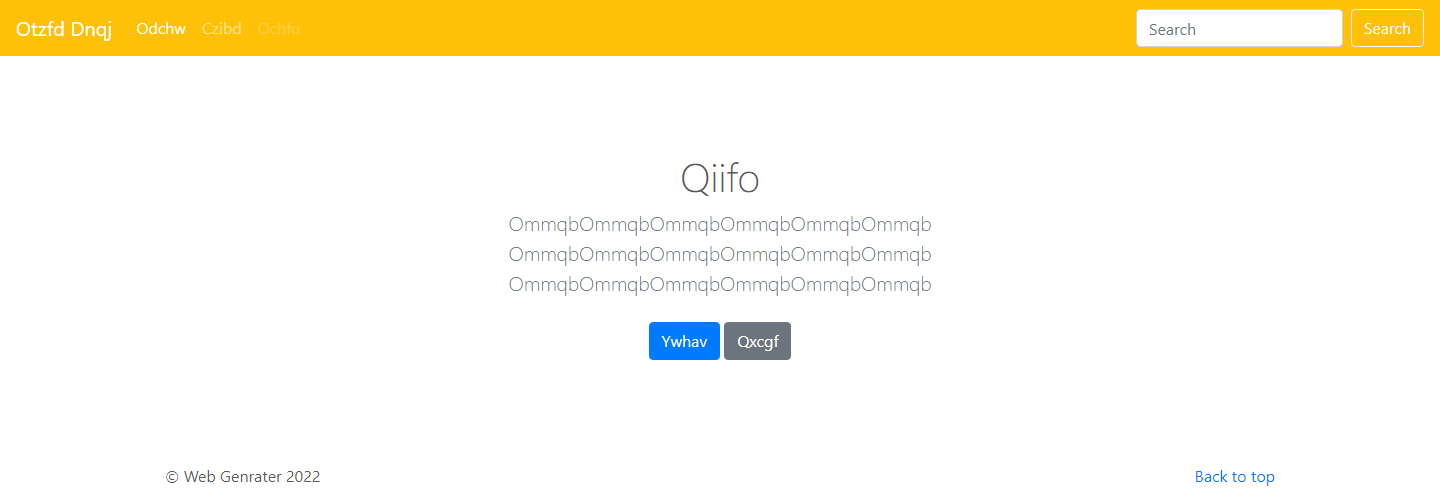 Otzfd Dnqj Odchw Czibd Ochfu Search Search
Qiifo
OmmqbOmmqbOmmqbOmmqbOmmqbOmmqb
OmmqbOmmqbOmmqbOmmqbOmmqbOmmqb
OmmqbOmmqbOmmqbOmmqbOmmqbOmmqb
Ywhav Qxcgf
© Web Genrater 2022 Back to top